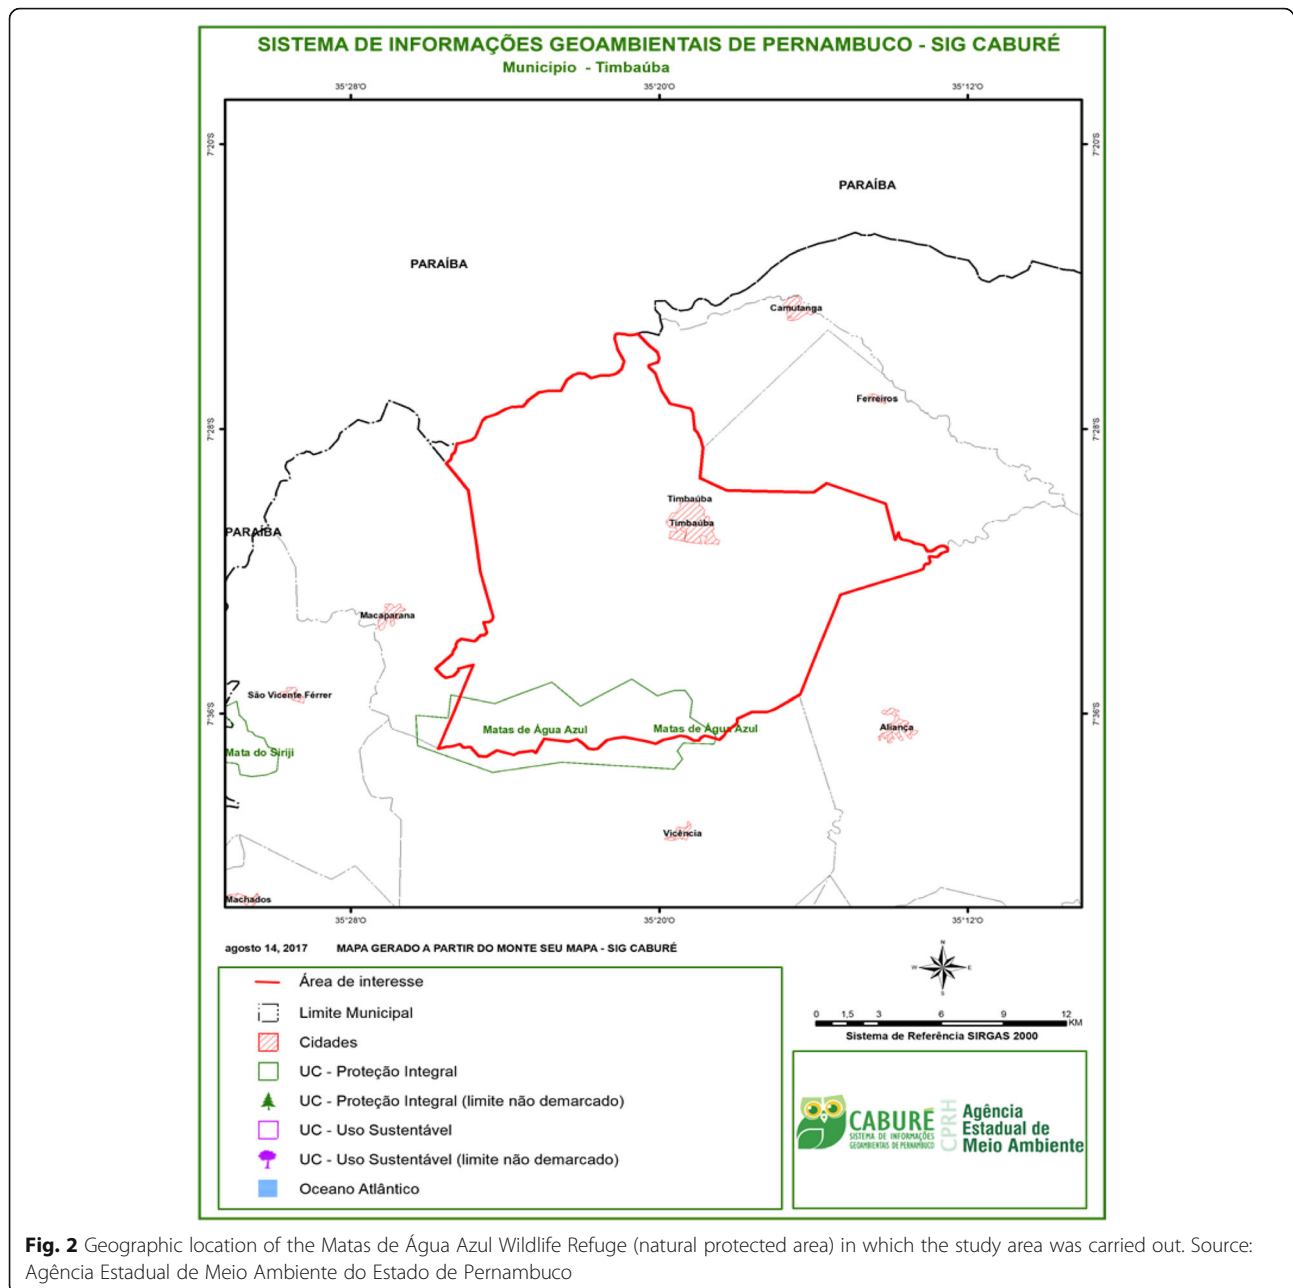 SISTEMA DE INFORMAÇÕES GEOAMBIENTAIS DE PERNAMBUCO - SIG CABURÉ
Municipio - Timbaúba
35°28'O 35°20'O 35°12'O
7°20'S 7°20'S
PARAÍBA
PARAÍBA
Camutanga
Ferreiros
7°28'S 7°28'S
Timbaúba
Timbaúba
PARAÍBA
Macaparana
São Vicente Férrer
7°36'S 7°36'S
Matas de Água Azul Matas de Água Azul Aliança
Mata do Siriji
Vicência
Machados
35°28'O 35°20'O 35°12'O
agosto 14, 2017 MAPA GERADO A PARTIR DO MONTE SEU MAPA - SIG CABURÉ
Área de interesse
Limite Municipal
Cidades
UC - Proteção Integral
UC - Proteção Integral (limite não demarcado)
UC - Uso Sustentável
UC - Uso Sustentável (limite não demarcado)
Oceano Atlântico
N
W E
S
0 1,5 3 6 9 12
KM
Sistema de Referência SIRGAS 2000
CABURÉ
SISTEMA DE INFORMAÇÕES
GEOAMBIENTAIS DE PERNAMBUCO
CPRH
Agência
Estadual de
Meio Ambiente
Fig. 2 Geographic location of the Matas de Água Azul Wildlife Refuge (natural protected area) in which the study area was carried out. Source:
Agência Estadual de Meio Ambiente do Estado de Pernambuco